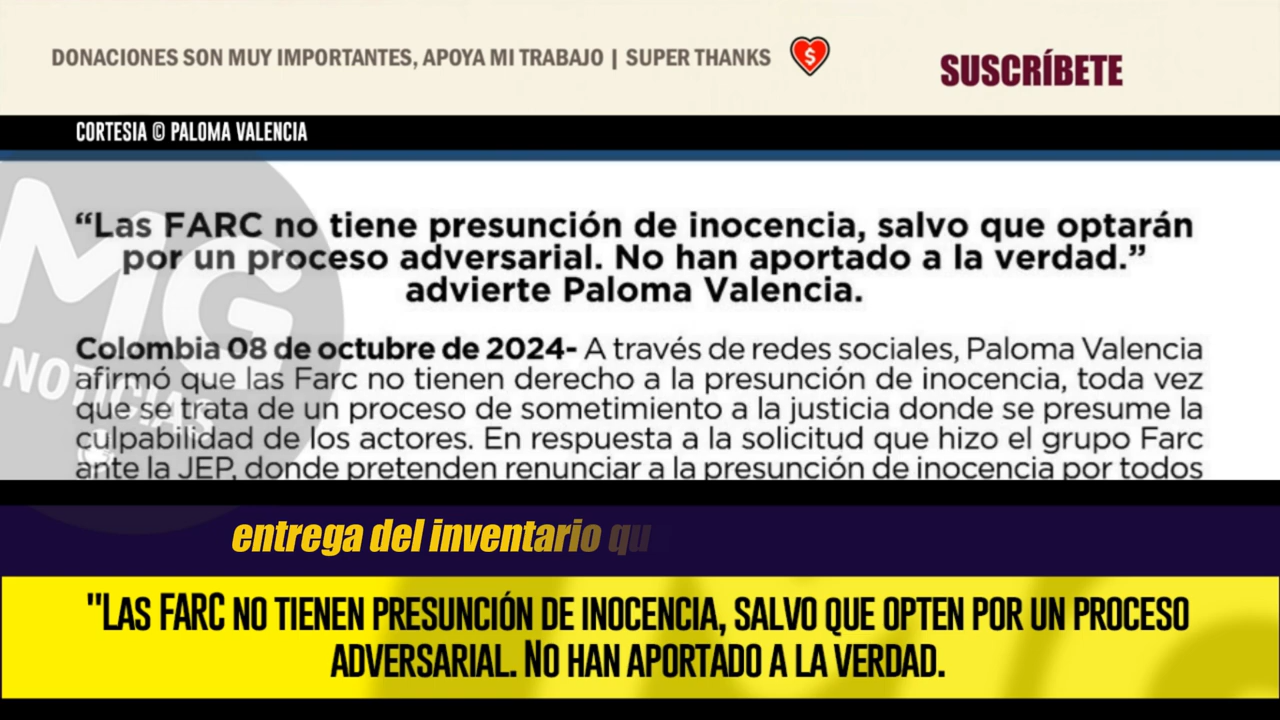 DONACIONES SON MUY IMPORTANTES, APOYA MI TRABAJO | SUPER THANKS
$
SUSCRÍBETE
CORTESIA © PALOMA VALENCIA
MG
NOTICIAS
“Las FARC no tiene presunción de inocencia, salvo que optarán
por un proceso adversarial. No han aportado a la verdad.”
advierte Paloma Valencia.
Colombia 08 de octubre de 2024- A través de redes sociales, Paloma Valencia
afirmó que las Farc no tienen derecho a la presunción de inocencia, toda vez
que se trata de un proceso de sometimiento a la justicia donde se presume la
culpabilidad de los actores. En respuesta a la solicitud que hizo el grupo Farc
ante la JEP, donde pretenden renunciar a la presunción de inocencia por todos
entrega del inventario qu
"LAS FARC NO TIENEN PRESUNCIÓN DE INOCENCIA, SALVO QUE OPTEN POR UN PROCESO
ADVERSARIAL. NO HAN APORTADO A LA VERDAD.